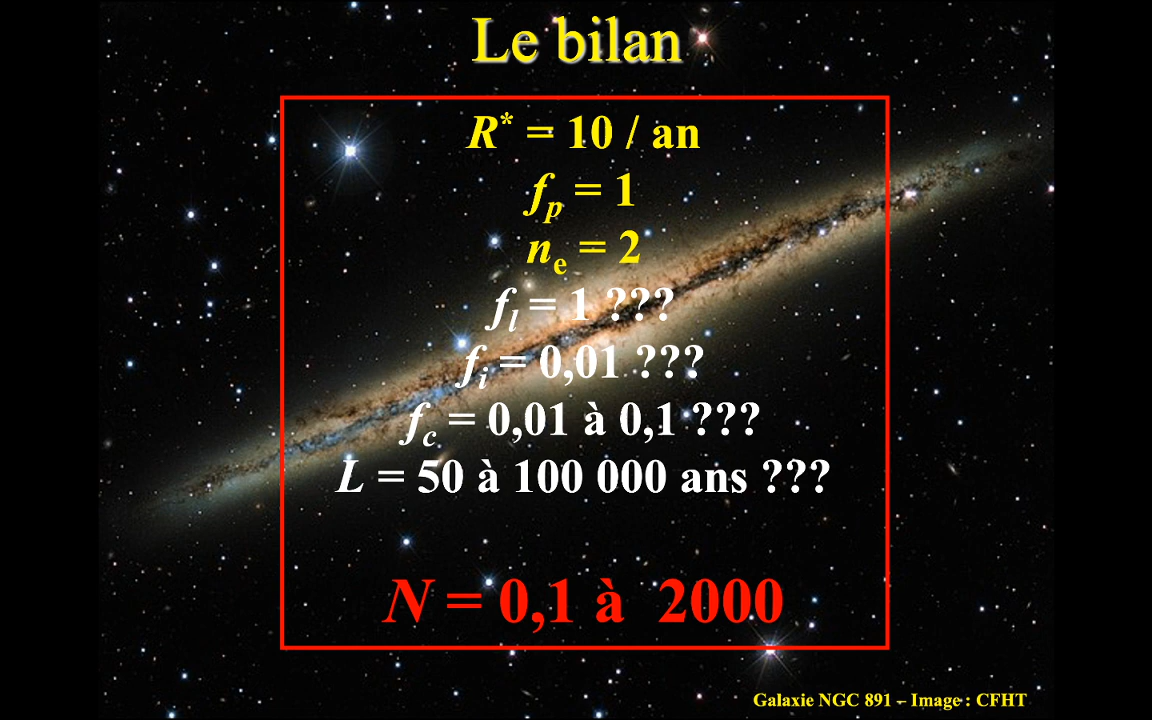 Le bilan
R* = 10 / an
fp = 1
ne = 2
fl = 1 ???
fi = 0,01 ???
fc = 0,01 à 0,1 ???
L = 50 à 100 000 ans ???
N = 0,1 à 2000
Galaxie NGC 891 – Image : CFHT